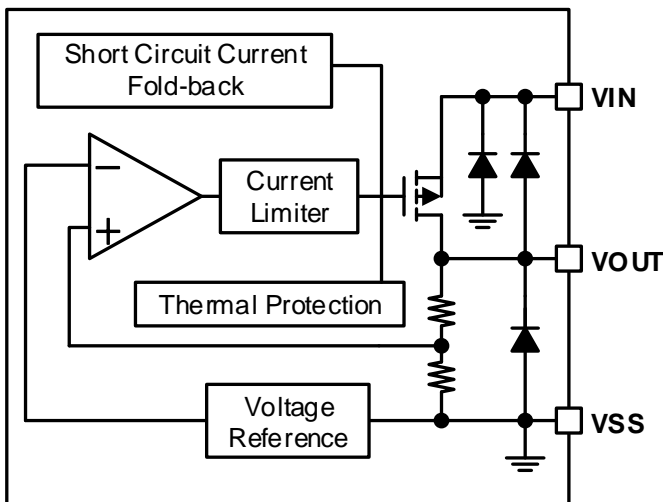 Short Circuit Current
Fold-back
VIN
−
+
Current
Limiter
VOUT
Thermal Protection
Voltage
Reference
VSS